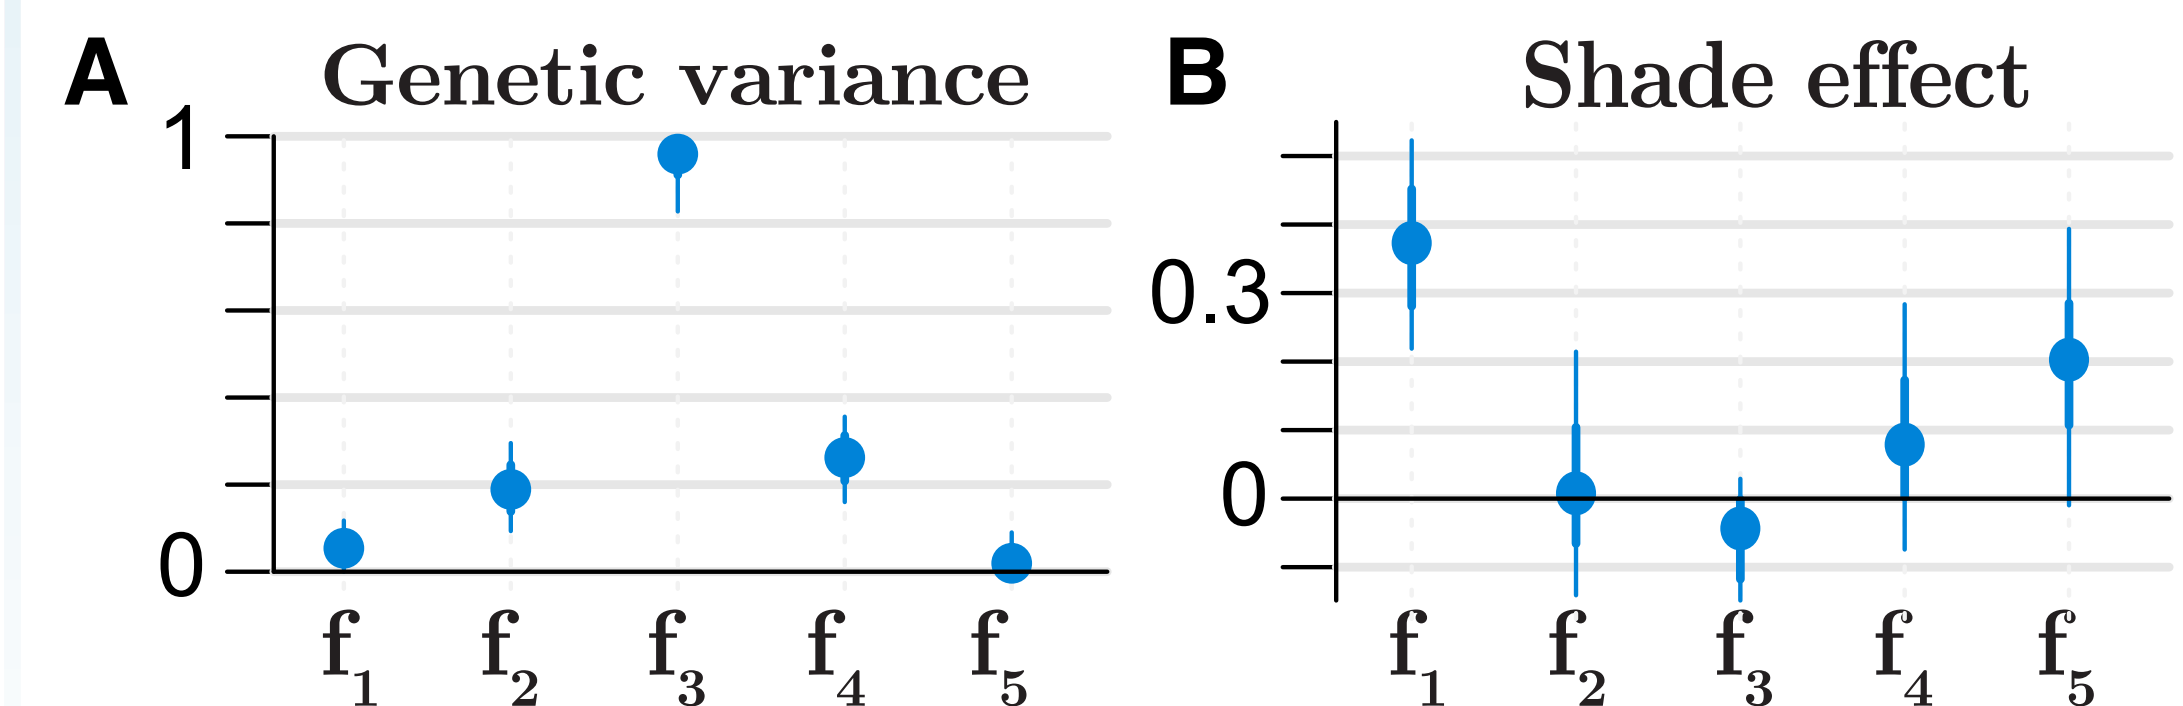 A Genetic variance
1
0
f1 f2 f3 f4 f5
B Shade effect
0.3
0
f1 f2 f3 f4 f5